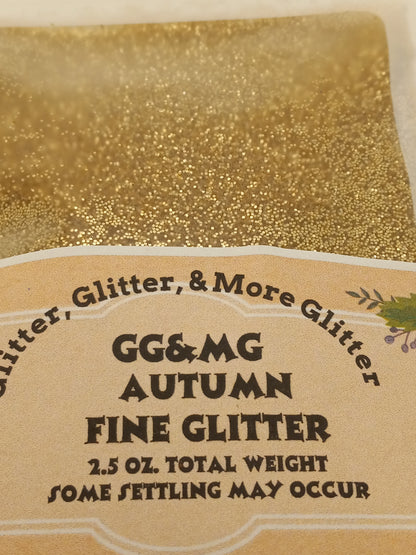 Glitter, Glitter, & More Glitter
GG&MG
AUTUMN
FINE GLITTER
2.5 OZ. TOTAL WEIGHT
SOME SETTLING MAY OCCUR